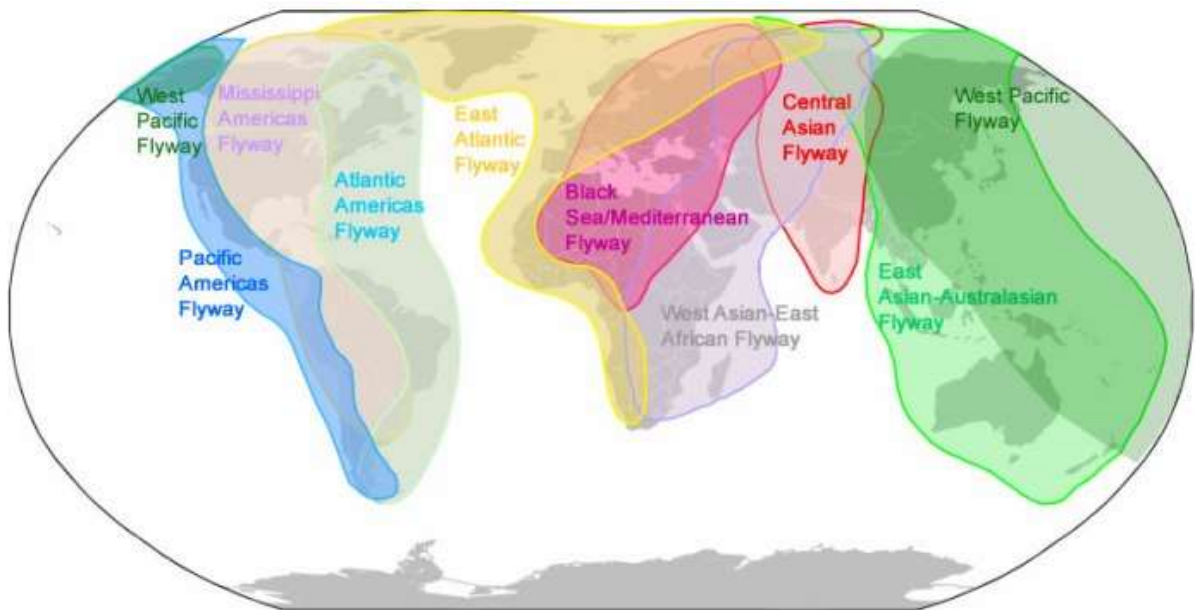 West
Pacific
Flyway
Mississippi
Americas
Flyway
East
Atlantic
Flyway
Central
Asian
Flyway
West Pacific
Flyway
Atlantic
Americas
Flyway
Black
Sea/Mediterranean
Flyway
Pacific
Americas
Flyway
West Asian-East
African Flyway
East
Asian-Australasian
Flyway